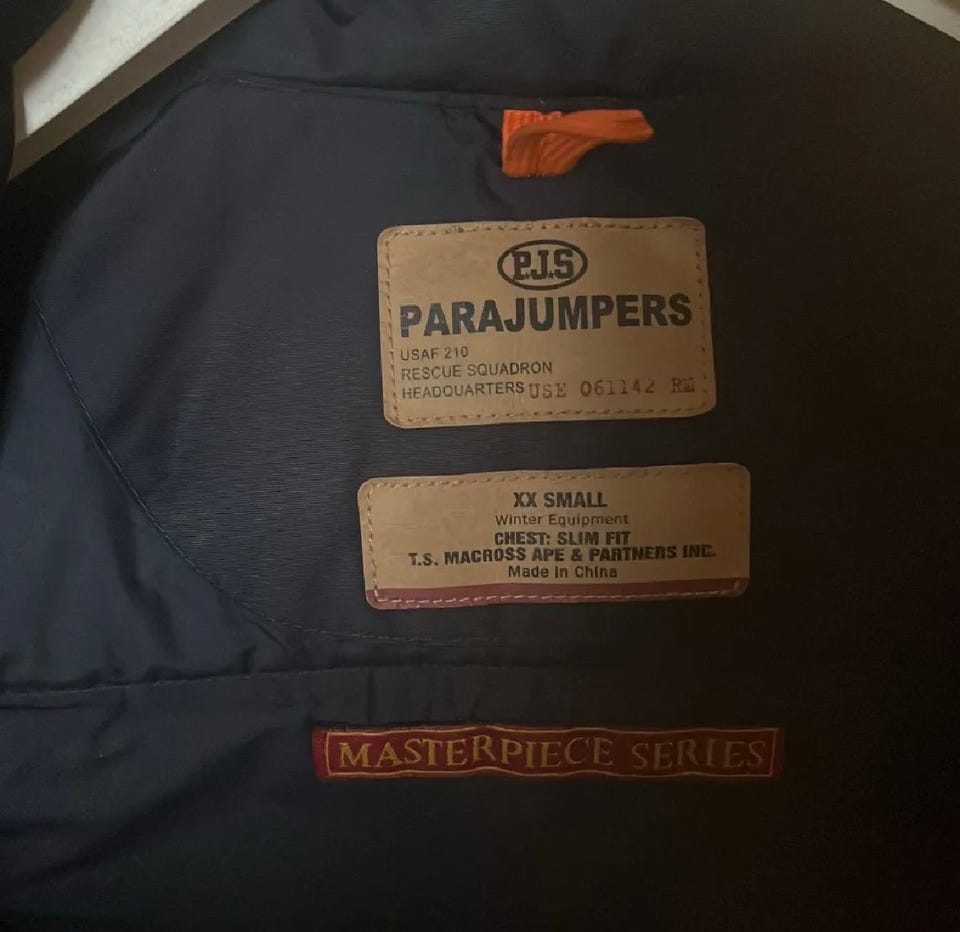 P.J.S
PARAJUMPERS
USAF 210
RESCUE SQUADRON
HEADQUARTERS USE 061142 RM
XX SMALL
Winter Equipment
CHEST: SLIM FIT
T.S. MACROSS APE & PARTNERS INC.
Made in China
MASTERPIECE SERIES